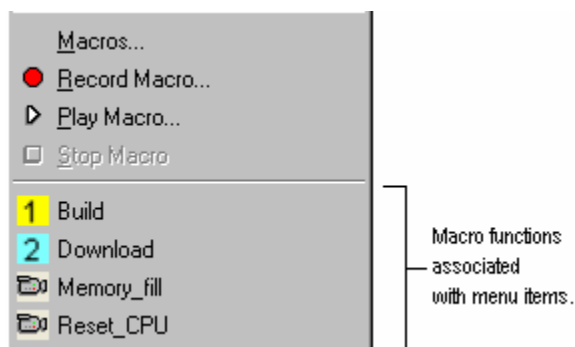 Macros...
Record Macro...
Play Macro...
Stop Macro
1 Build
2 Download
Memory_fill
Reset_CPU
Macro functions
associated
with menu items.